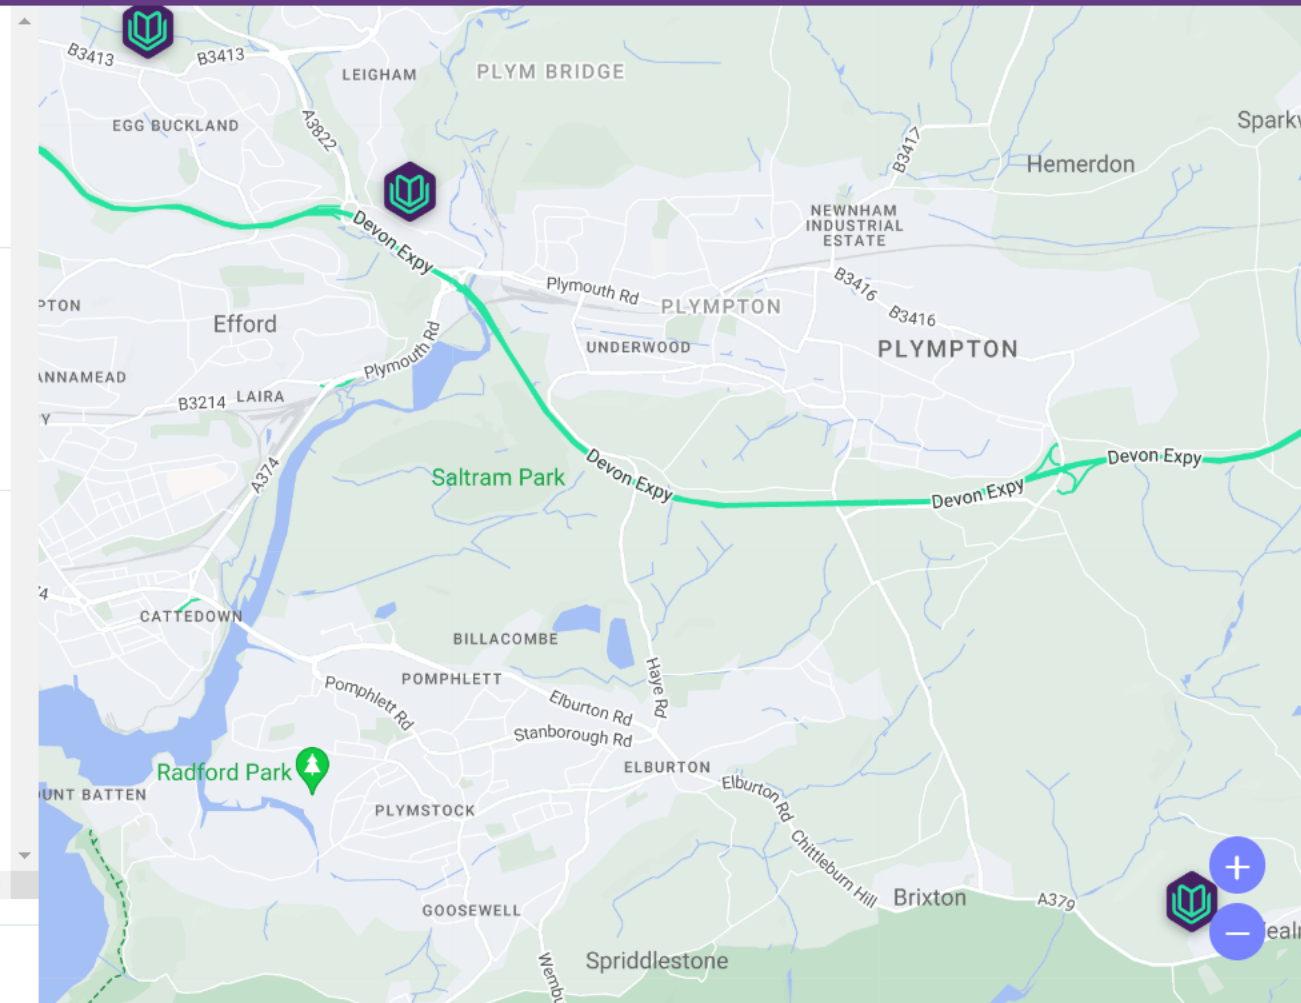 B3413
B3413
LEIGHAM
PLYM BRIDGE
EGG BUCKLAND
A3822
B3417
Hemerdon
Devon Expy
NEWNHAM
INDUSTRIAL
ESTATE
Plymouth Rd
PLYMPTON
B3416
B3416
Efford
Plymouth Rd
UNDERWOOD
PLYMPTON
B3214
LAIRA
A374
Saltram Park
Devon Expy
Devon Expy
Devon Expy
CATTEDOWN
BILLACOMBE
POMPHLETT
Pomphlett Rd
Haye Rd
Elburton Rd
Stanborough Rd
Radford Park
ELBURTON
Elburton Rd
UNT BATTEN
PLYMSTOCK
Chittleburn Hill
Brixton
A379
GOOSEWELL
Spriddlestone